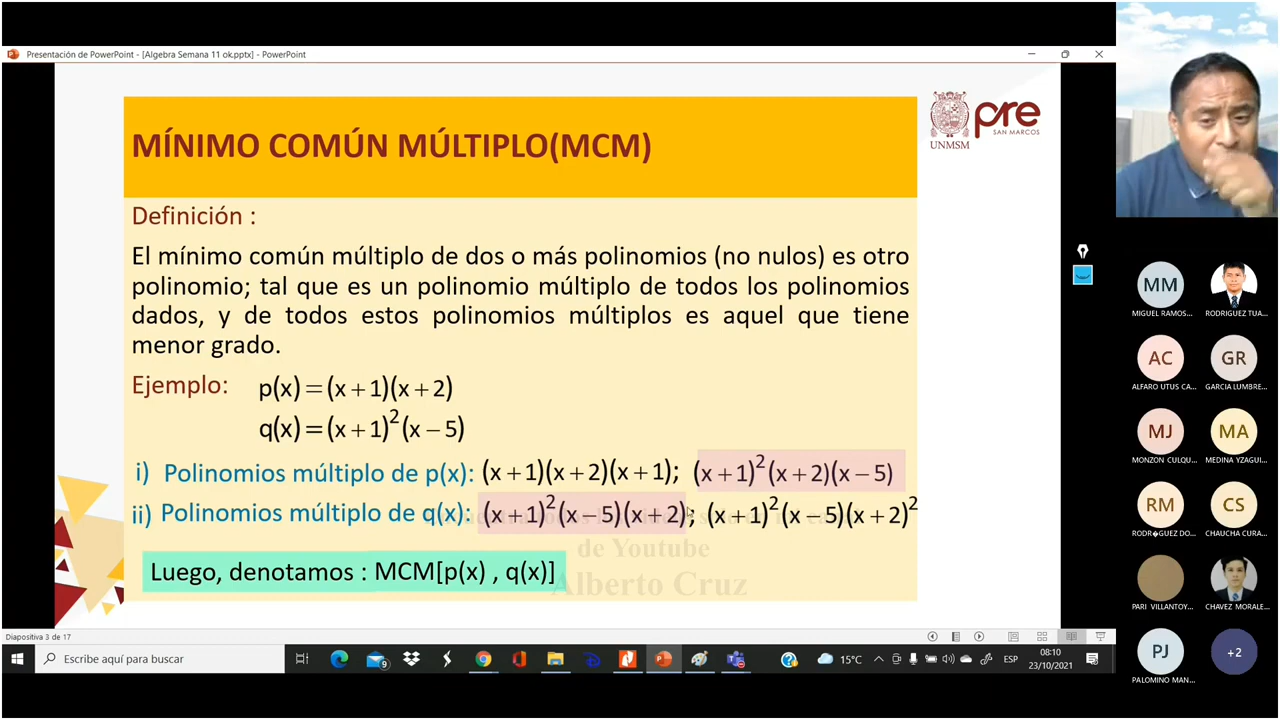 Presentación de PowerPoint - [Algebra Semana 11 ok.pptx] - PowerPoint
MÍNIMO COMÚN MÚLTIPLO(MCM)
UNMSM
pre
SAN MARCOS
Definición :
El mínimo común múltiplo de dos o más polinomios (no nulos) es otro
polinomio; tal que es un polinomio múltiplo de todos los polinomios
dados, y de todos estos polinomios múltiplos es aquel que tiene
menor grado.
Ejemplo: p(x) = (x + 1)(x + 2)
q(x) = (x + 1)²(x − 5)
i) Polinomios múltiplo de p(x): (x + 1)(x + 2)(x + 1); (x + 1)²(x + 2)(x − 5)
ii) Polinomios múltiplo de q(x): (x + 1)²(x − 5)(x + 2); (x + 1)²(x − 5)(x + 2)²
de Youtube
Alberto Cruz
Luego, denotamos : MCM[p(x) , q(x)]
MM
MIGUEL RAMOS...
RODRIGUEZ TUA...
AC
ALFARO UTUS CA...
GR
GARCIA LUMBRE...
MJ
MONZON CULQU...
MA
MEDINA YZAGUI...
RM
RODR�GUEZ DO...
CS
CHAUCHA CURA...
PARI VILLANTOY...
CHAVEZ MORALE...
PJ
PALOMINO MAN...
+2
Diapositiva 3 de 17
Escribe aquí para buscar
9
15°C
ESP
08:10
23/10/2021